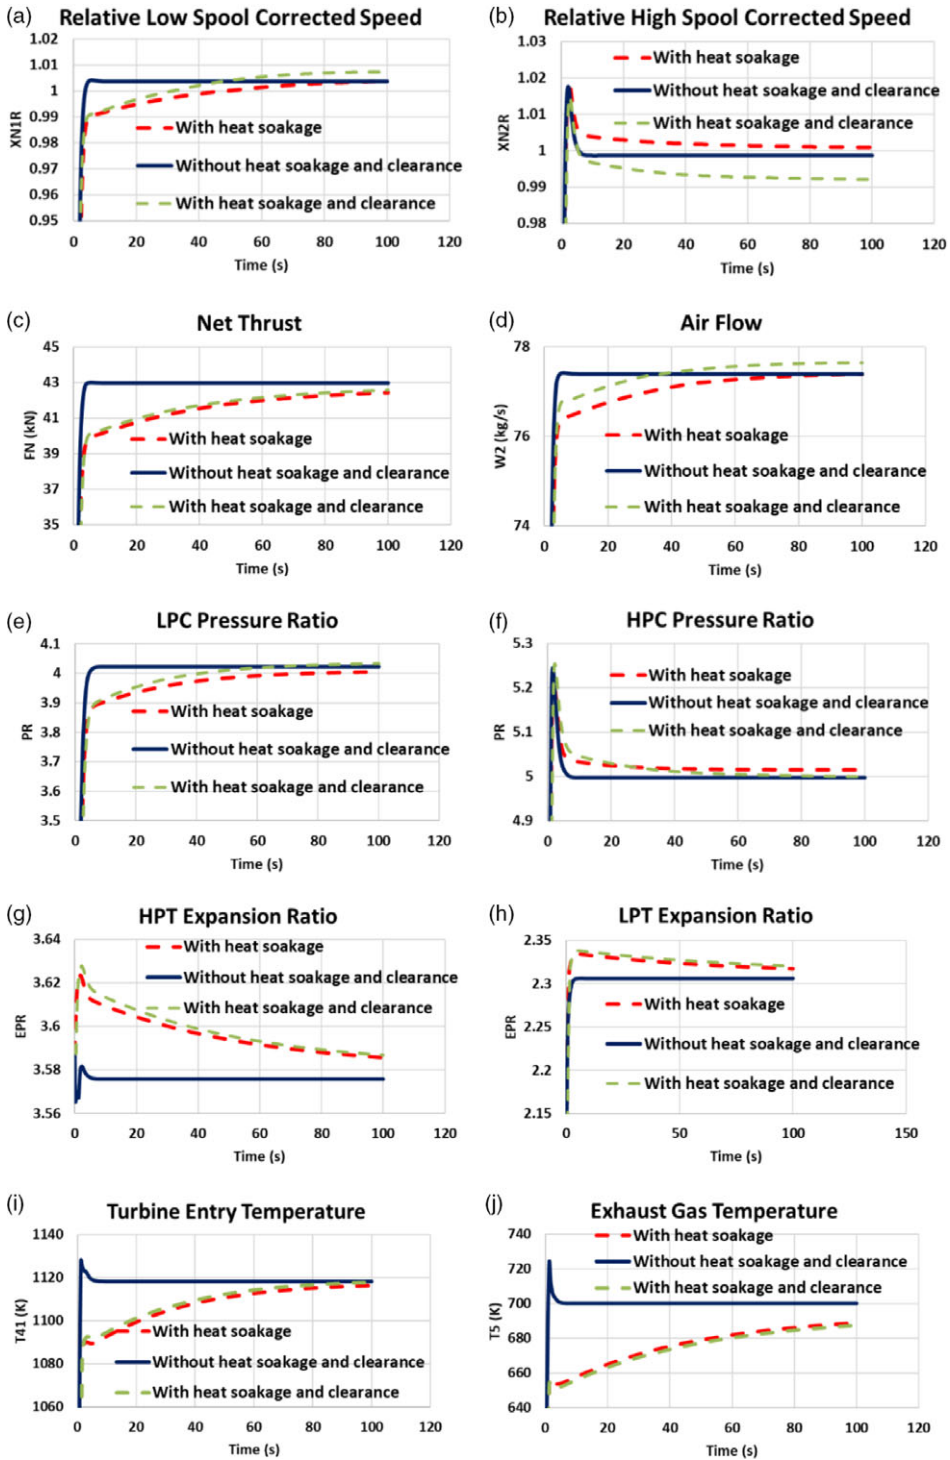 (a) Relative Low Spool Corrected Speed
1.02
1.01
1
0.99
0.98
0.97
0.96
0.95
XN1R
With heat soakage
Without heat soakage and clearance
With heat soakage and clearance
0 20 40 60 80 100 120
Time (s)
(b) Relative High Spool Corrected Speed
1.03
1.02
1.01
1
0.99
0.98
XN2R
With heat soakage
Without heat soakage and clearance
With heat soakage and clearance
0 20 40 60 80 100 120
Time (s)
(c) Net Thrust
45
43
41
39
37
35
FN (kN)
With heat soakage
Without heat soakage and clearance
With heat soakage and clearance
0 20 40 60 80 100 120
Time (s)
(d) Air Flow
78
76
74
W2 (kg/s)
With heat soakage
Without heat soakage and clearance
With heat soakage and clearance
0 20 40 60 80 100 120
Time (s)
(e) LPC Pressure Ratio
4.1
4
3.9
3.8
3.7
3.6
3.5
PR
With heat soakage
Without heat soakage and clearance
With heat soakage and clearance
0 20 40 60 80 100 120
Time (s)
(f) HPC Pressure Ratio
5.3
5.2
5.1
5
4.9
PR
With heat soakage
Without heat soakage and clearance
With heat soakage and clearance
0 20 40 60 80 100 120
Time (s)
(g) HPT Expansion Ratio
3.64
3.62
3.6
3.58
3.56
EPR
With heat soakage
Without heat soakage and clearance
With heat soakage and clearance
0 20 40 60 80 100 120
Time (s)
(h) LPT Expansion Ratio
2.35
2.3
2.25
2.2
2.15
EPR
With heat soakage
Without heat soakage and clearance
With heat soakage and clearance
0 50 100 150
Time (s)
(i) Turbine Entry Temperature
1140
1120
1100
1080
1060
T41 (K)
With heat soakage
Without heat soakage and clearance
With heat soakage and clearance
0 20 40 60 80 100 120
Time (s)
(j) Exhaust Gas Temperature
740
720
700
680
660
640
T5 (K)
With heat soakage
Without heat soakage and clearance
With heat soakage and clearance
0 20 40 60 80 100 120
Time (s)